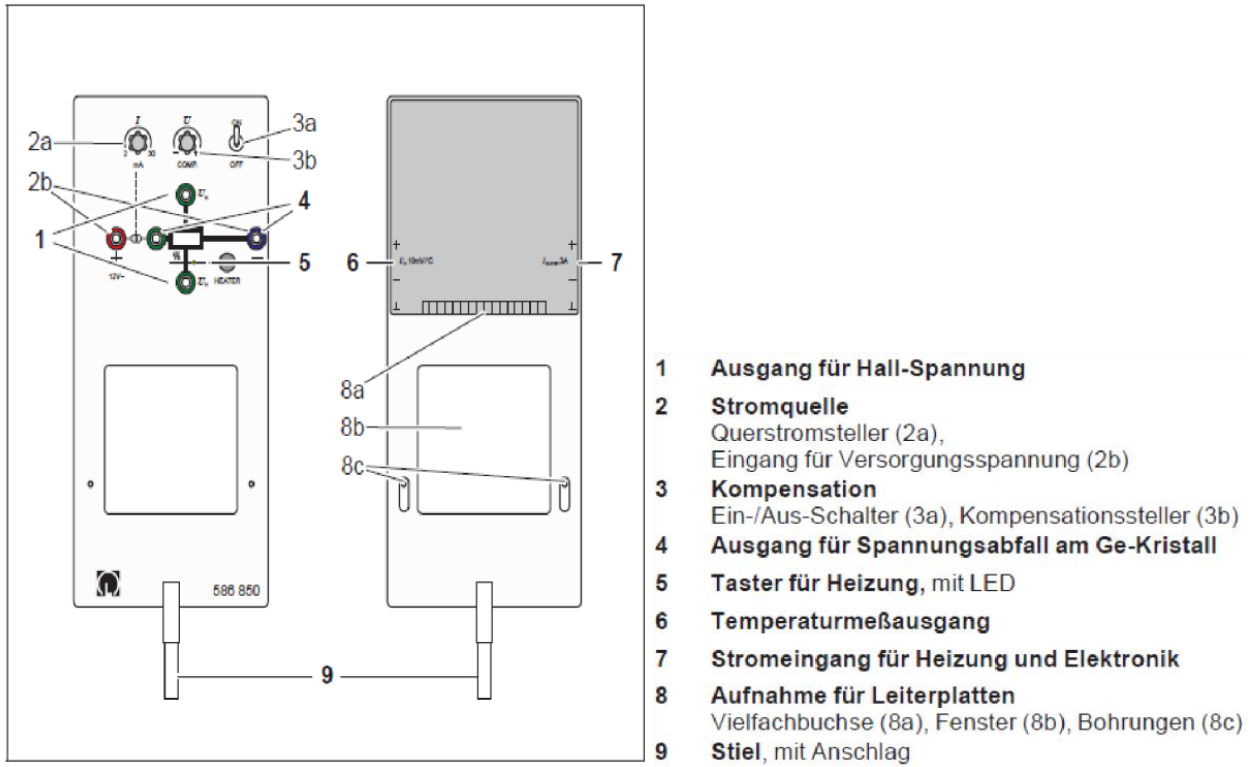 I
U
ON
3a
2a
2
30
−
+
3b
mA
COMP.
OFF
2b
U_H
4
1
+
−
%
5
12V~
U_H
HEATER
586 850
+
+
6
10mV/°C
3A
7
−
−
8a
8b
8c
9
1 Ausgang für Hall-Spannung
2 Stromquelle
Querstromsteller (2a),
Eingang für Versorgungsspannung (2b)
3 Kompensation
Ein-/Aus-Schalter (3a), Kompensationssteller (3b)
4 Ausgang für Spannungsabfall am Ge-Kristall
5 Taster für Heizung, mit LED
6 Temperaturmeßausgang
7 Stromeingang für Heizung und Elektronik
8 Aufnahme für Leiterplatten
Vielfachbuchse (8a), Fenster (8b), Bohrungen (8c)
9 Stiel, mit Anschlag